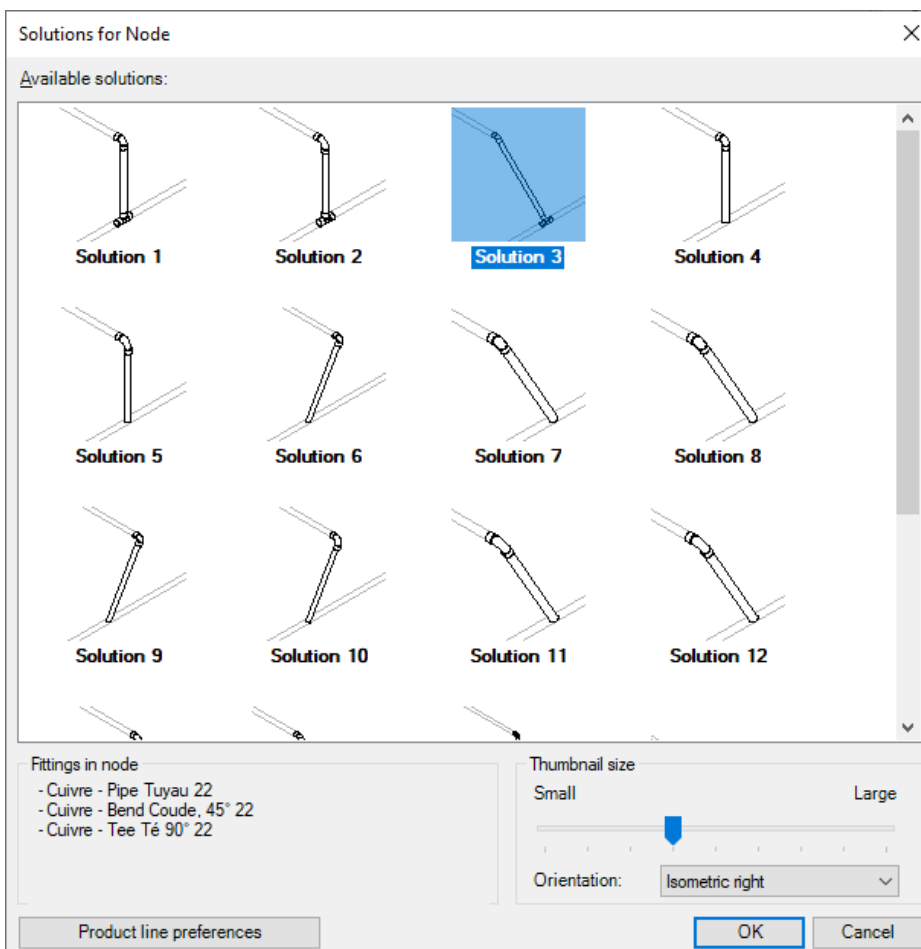 Solutions for Node
Available solutions:
Solution 1 Solution 2 Solution 3 Solution 4
Solution 5 Solution 6 Solution 7 Solution 8
Solution 9 Solution 10 Solution 11 Solution 12
Fittings in node
- Cuivre - Pipe Tuyau 22
- Cuivre - Bend Coude, 45° 22
- Cuivre - Tee Té 90° 22
Thumbnail size
Small Large
Orientation: Isometric right
Product line preferences OK Cancel